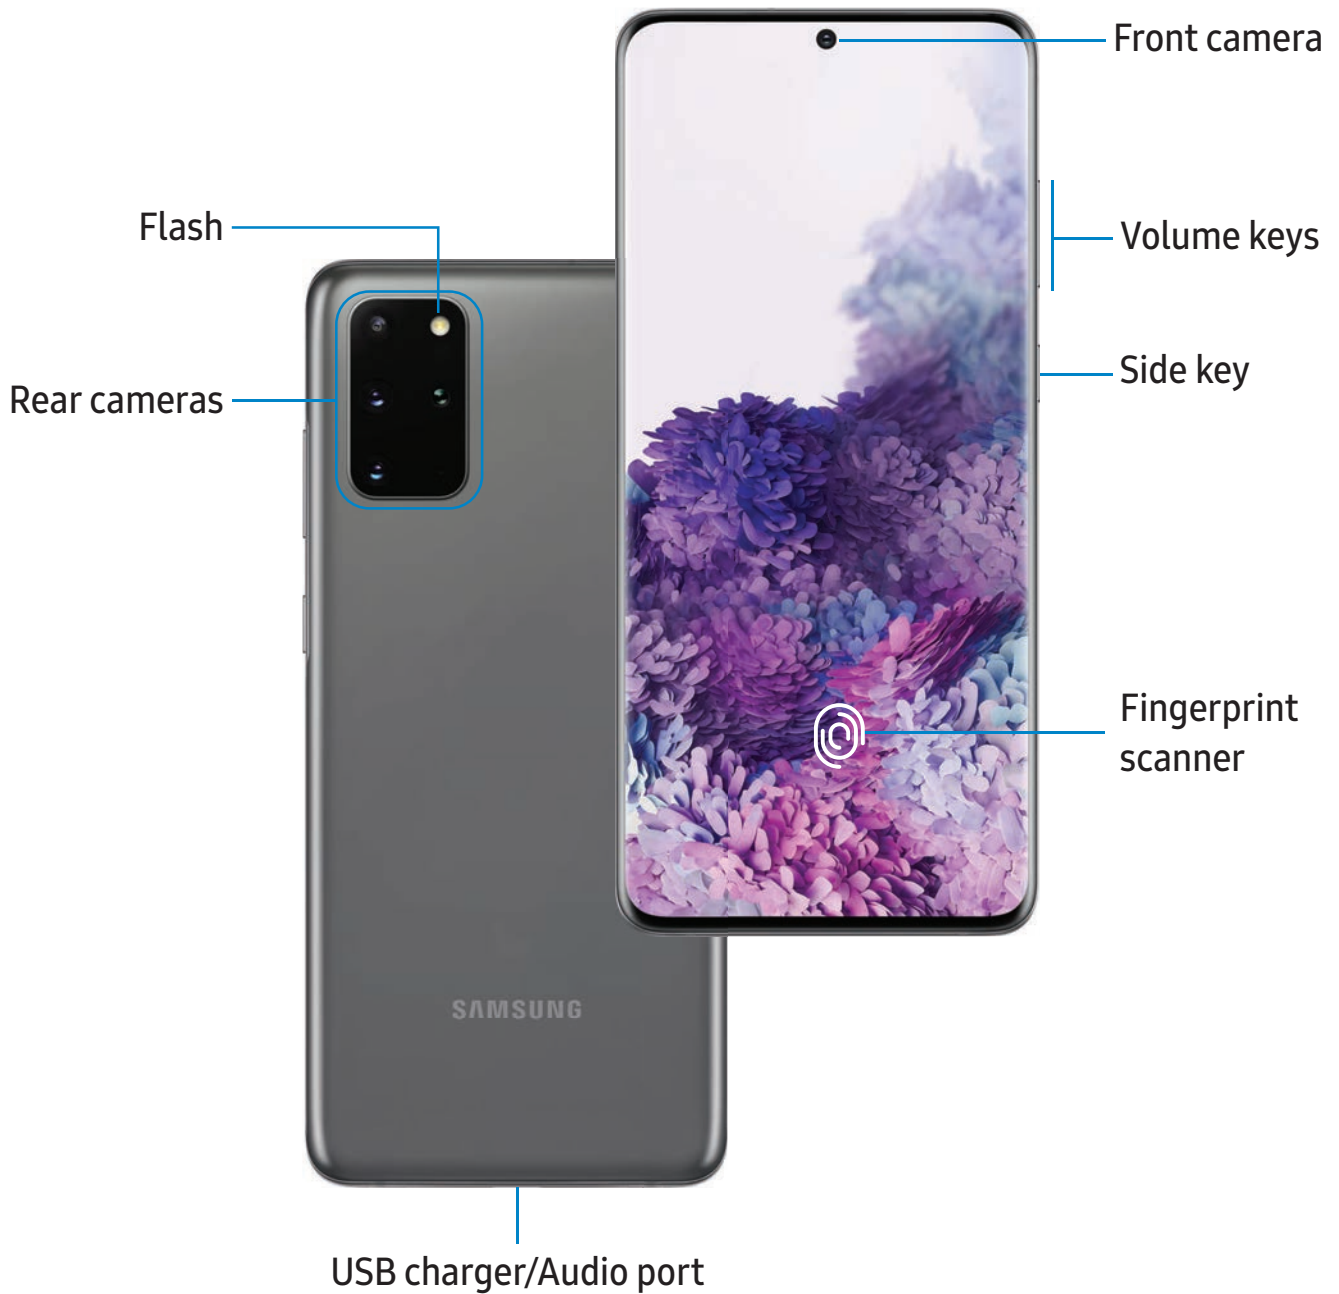 Front camera
Flash
Volume keys
Side key
Rear cameras
Fingerprint
scanner
SAMSUNG
USB charger/Audio port